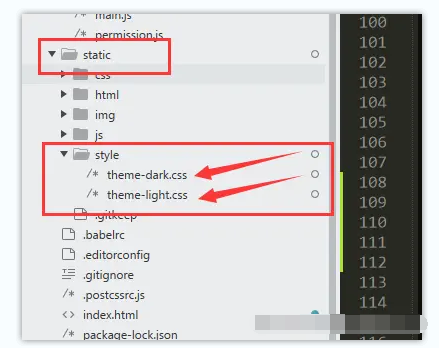 main.js
permission.js
static
css
html
img
js
style
/* theme-dark.css
/* theme-light.css
.gitkeep
.babelrc
.editorconfig
.gitignore
/* .postcssrc.js
<> index.html
/* package-lock.json
100
101
102
103
104
105
106
107
108
109
110
111
112
113
114